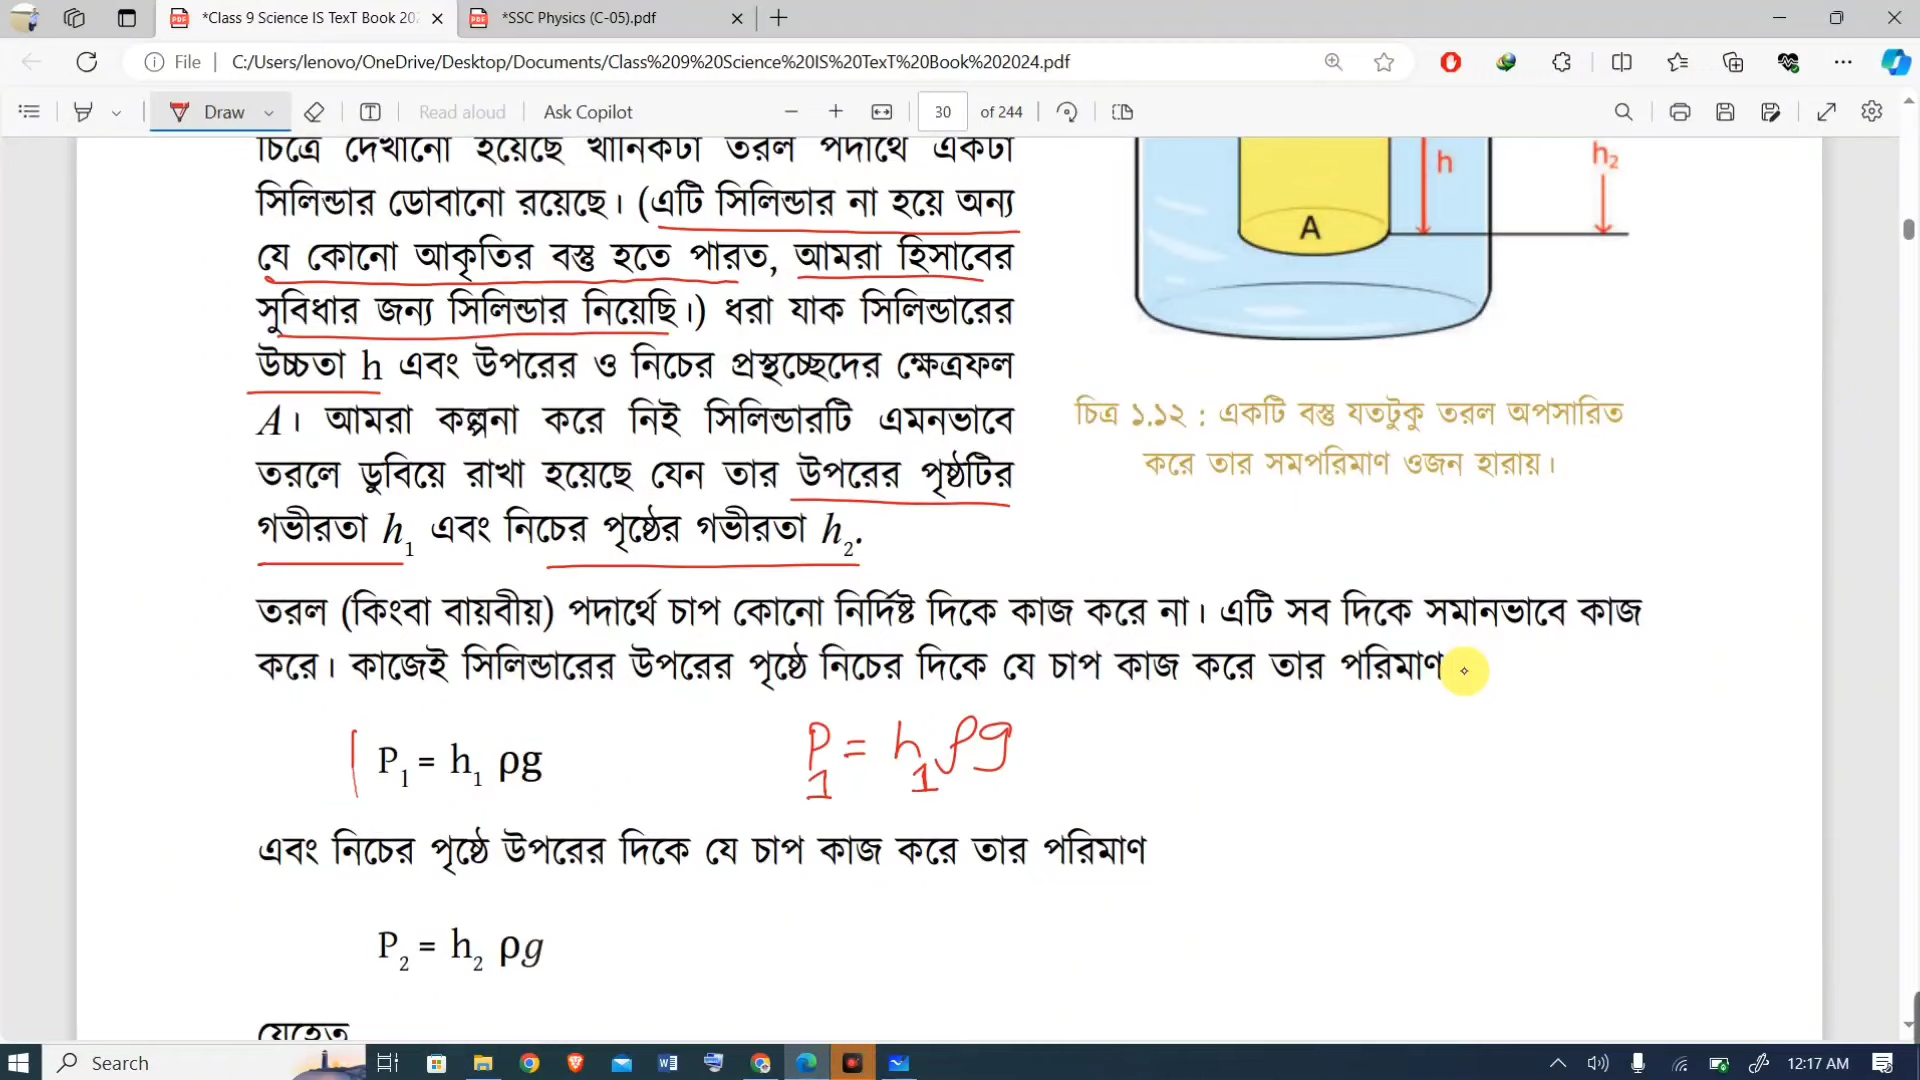 *Class 9 Science IS TexT Book 202
*SSC Physics (C-05).pdf
File
C:/Users/lenovo/OneDrive/Desktop/Documents/Class%209%20Science%20IS%20TexT%20Book%202024.pdf
Draw
Read aloud
Ask Copilot
30
of 244
চিত্রে দেখানো হয়েছে খানিকটা তরল পদার্থে একটা
সিলিন্ডার ডোবানো রয়েছে। (এটি সিলিন্ডার না হয়ে অন্য
যে কোনো আকৃতির বস্তু হতে পারত, আমরা হিসাবের
সুবিধার জন্য সিলিন্ডার নিয়েছি।) ধরা যাক সিলিন্ডারের
উচ্চতা h এবং উপরের ও নিচের প্রস্থচ্ছেদের ক্ষেত্রফল
A। আমরা কল্পনা করে নিই সিলিন্ডারটি এমনভাবে
তরলে ডুবিয়ে রাখা হয়েছে যেন তার উপরের পৃষ্ঠটির
গভীরতা h₁ এবং নিচের পৃষ্ঠের গভীরতা h₂.
h
h₂
A
চিত্র ১.১২ : একটি বস্তু যতটুকু তরল অপসারিত
করে তার সমপরিমাণ ওজন হারায়।
তরল (কিংবা বায়বীয়) পদার্থে চাপ কোনো নির্দিষ্ট দিকে কাজ করে না। এটি সব দিকে সমানভাবে কাজ
করে। কাজেই সিলিন্ডারের উপরের পৃষ্ঠে নিচের দিকে যে চাপ কাজ করে তার পরিমাণ
P₁ = h₁ ρg
P₁ = h₁ρg
এবং নিচের পৃষ্ঠে উপরের দিকে যে চাপ কাজ করে তার পরিমাণ
P₂ = h₂ ρg
যেহেতু
Search
12:17 AM